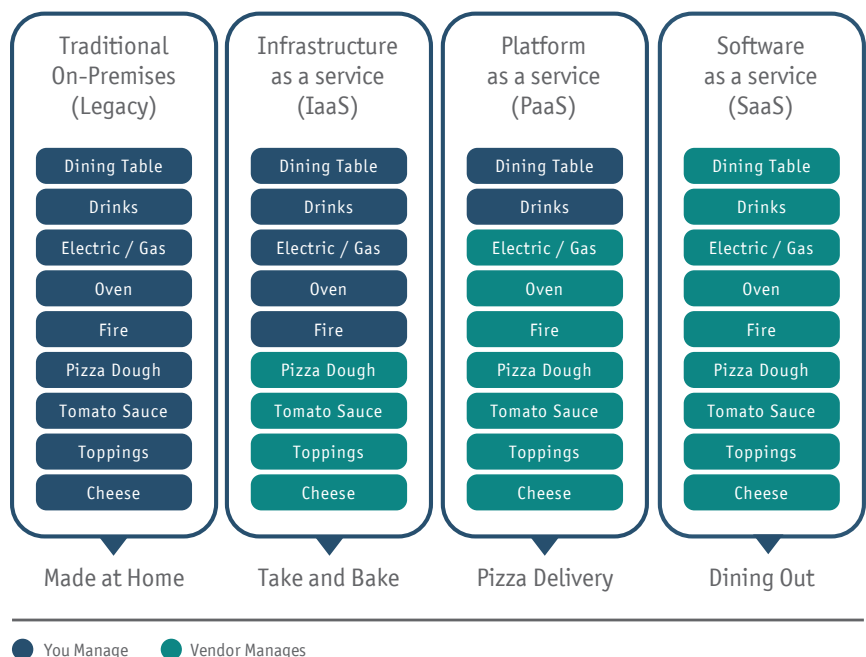 Traditional
On-Premises
(Legacy)
Dining Table
Drinks
Electric / Gas
Oven
Fire
Pizza Dough
Tomato Sauce
Toppings
Cheese
Made at Home
Infrastructure
as a service
(IaaS)
Dining Table
Drinks
Electric / Gas
Oven
Fire
Pizza Dough
Tomato Sauce
Toppings
Cheese
Take and Bake
Platform
as a service
(PaaS)
Dining Table
Drinks
Electric / Gas
Oven
Fire
Pizza Dough
Tomato Sauce
Toppings
Cheese
Pizza Delivery
Software
as a service
(SaaS)
Dining Table
Drinks
Electric / Gas
Oven
Fire
Pizza Dough
Tomato Sauce
Toppings
Cheese
Dining Out
You Manage
Vendor Manages